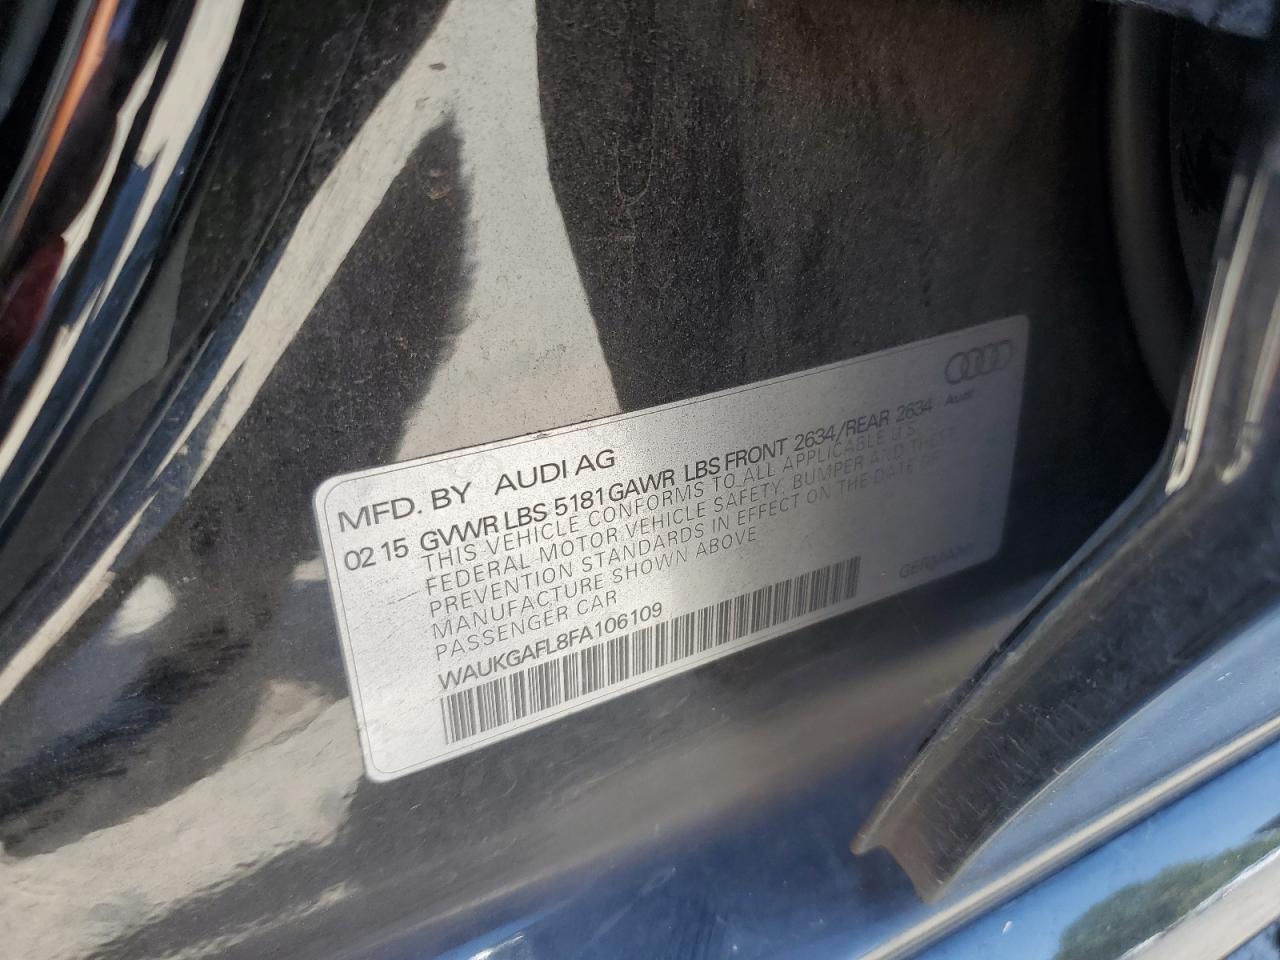 MFD. BY AUDI AG
02 15 GVWR LBS 5181 GAWR LBS FRONT 2634/REAR 2634
THIS VEHICLE CONFORMS TO ALL APPLICABLE U.S.
FEDERAL MOTOR VEHICLE SAFETY, BUMPER AND THEFT
PREVENTION STANDARDS IN EFFECT ON THE DATE OF
MANUFACTURE SHOWN ABOVE
PASSENGER CAR
WAUKGAFL8FA106109
GERMANY
Audi